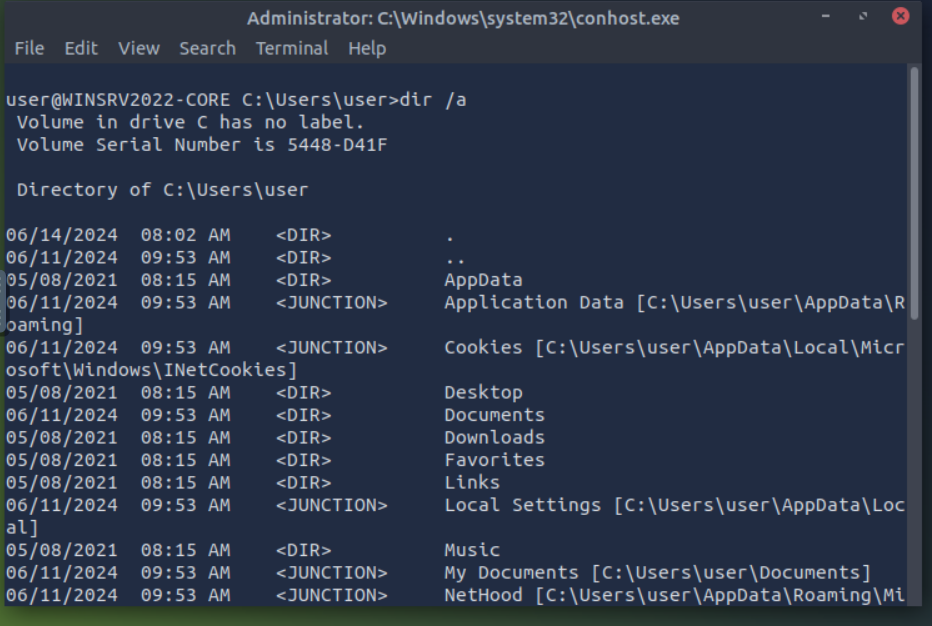 Administrator: C:\Windows\system32\conhost.exe
File Edit View Search Terminal Help
user@WINSRV2022-CORE C:\Users\user>dir /a
 Volume in drive C has no label.
 Volume Serial Number is 5448-D41F
 Directory of C:\Users\user
06/14/2024  08:02 AM    <DIR>          .
06/11/2024  09:53 AM    <DIR>          ..
05/08/2021  08:15 AM    <DIR>          AppData
06/11/2024  09:53 AM    <JUNCTION>     Application Data [C:\Users\user\AppData\R
oaming]
06/11/2024  09:53 AM    <JUNCTION>     Cookies [C:\Users\user\AppData\Local\Micr
osoft\Windows\INetCookies]
05/08/2021  08:15 AM    <DIR>          Desktop
06/11/2024  09:53 AM    <DIR>          Documents
05/08/2021  08:15 AM    <DIR>          Downloads
05/08/2021  08:15 AM    <DIR>          Favorites
05/08/2021  08:15 AM    <DIR>          Links
06/11/2024  09:53 AM    <JUNCTION>     Local Settings [C:\Users\user\AppData\Loc
al]
05/08/2021  08:15 AM    <DIR>          Music
06/11/2024  09:53 AM    <JUNCTION>     My Documents [C:\Users\user\Documents]
06/11/2024  09:53 AM    <JUNCTION>     NetHood [C:\Users\user\AppData\Roaming\Mi